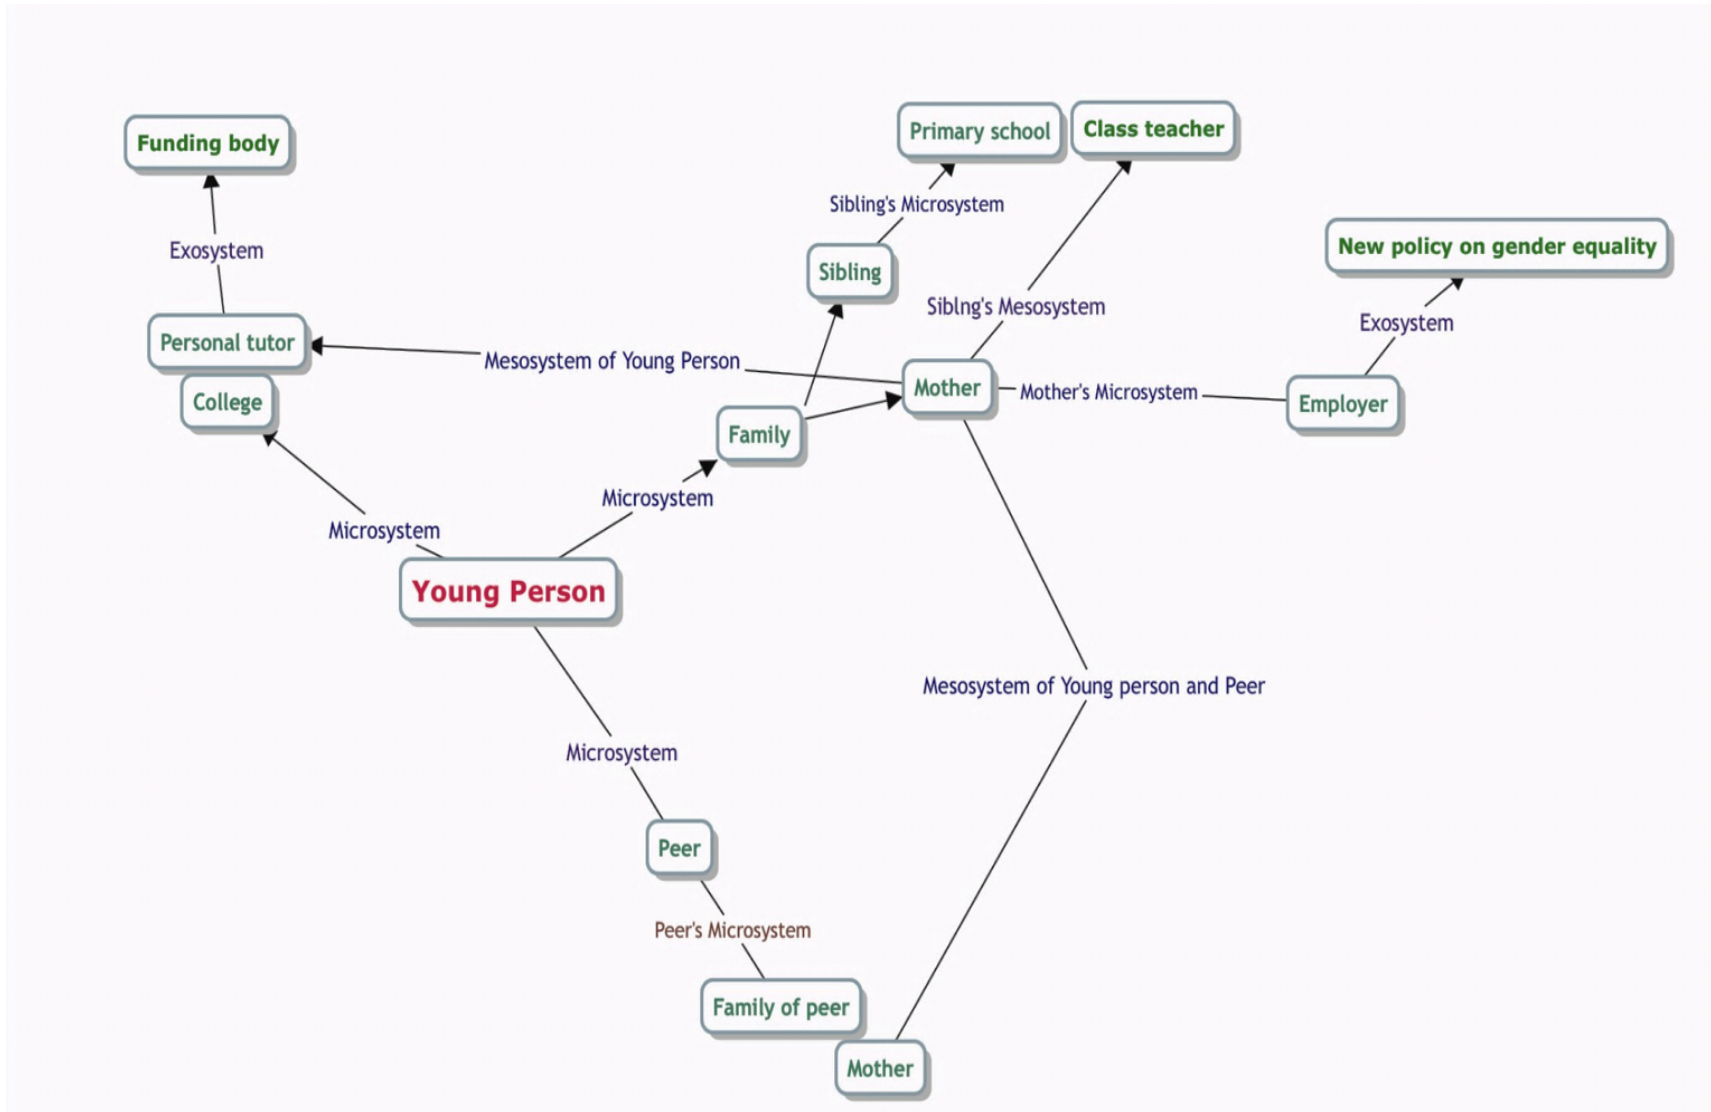 Funding body
Primary school
Class teacher
Sibling's Microsystem
Exosystem
New policy on gender equality
Sibling
Siblng's Mesosystem
Exosystem
Personal tutor
Mesosystem of Young Person
Mother
Mother's Microsystem
Employer
College
Family
Microsystem
Microsystem
Young Person
Mesosystem of Young person and Peer
Microsystem
Peer
Peer's Microsystem
Family of peer
Mother